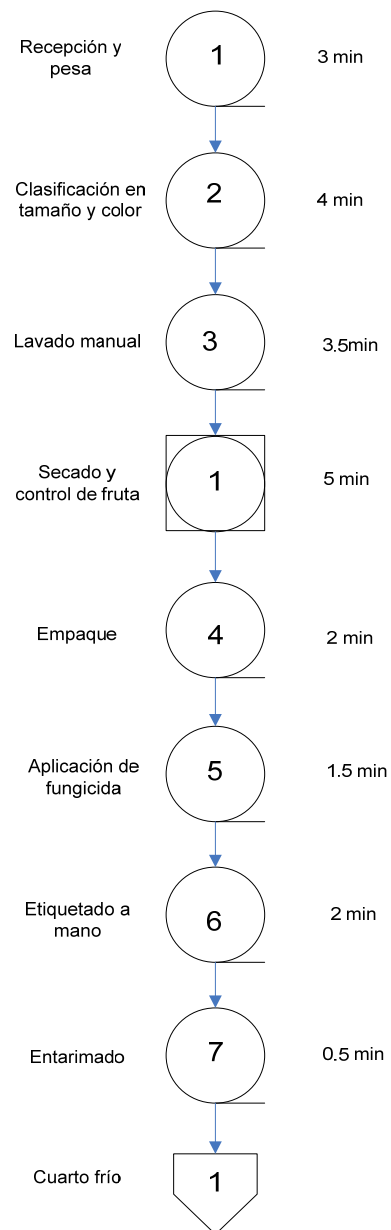 Recepción y
pesa
1
3 min
Clasificación en
tamaño y color
2
4 min
Lavado manual
3
3.5min
Secado y
control de fruta
1
5 min
Empaque
4
2 min
Aplicación de
fungicida
5
1.5 min
Etiquetado a
mano
6
2 min
Entarimado
7
0.5 min
Cuarto frío
1